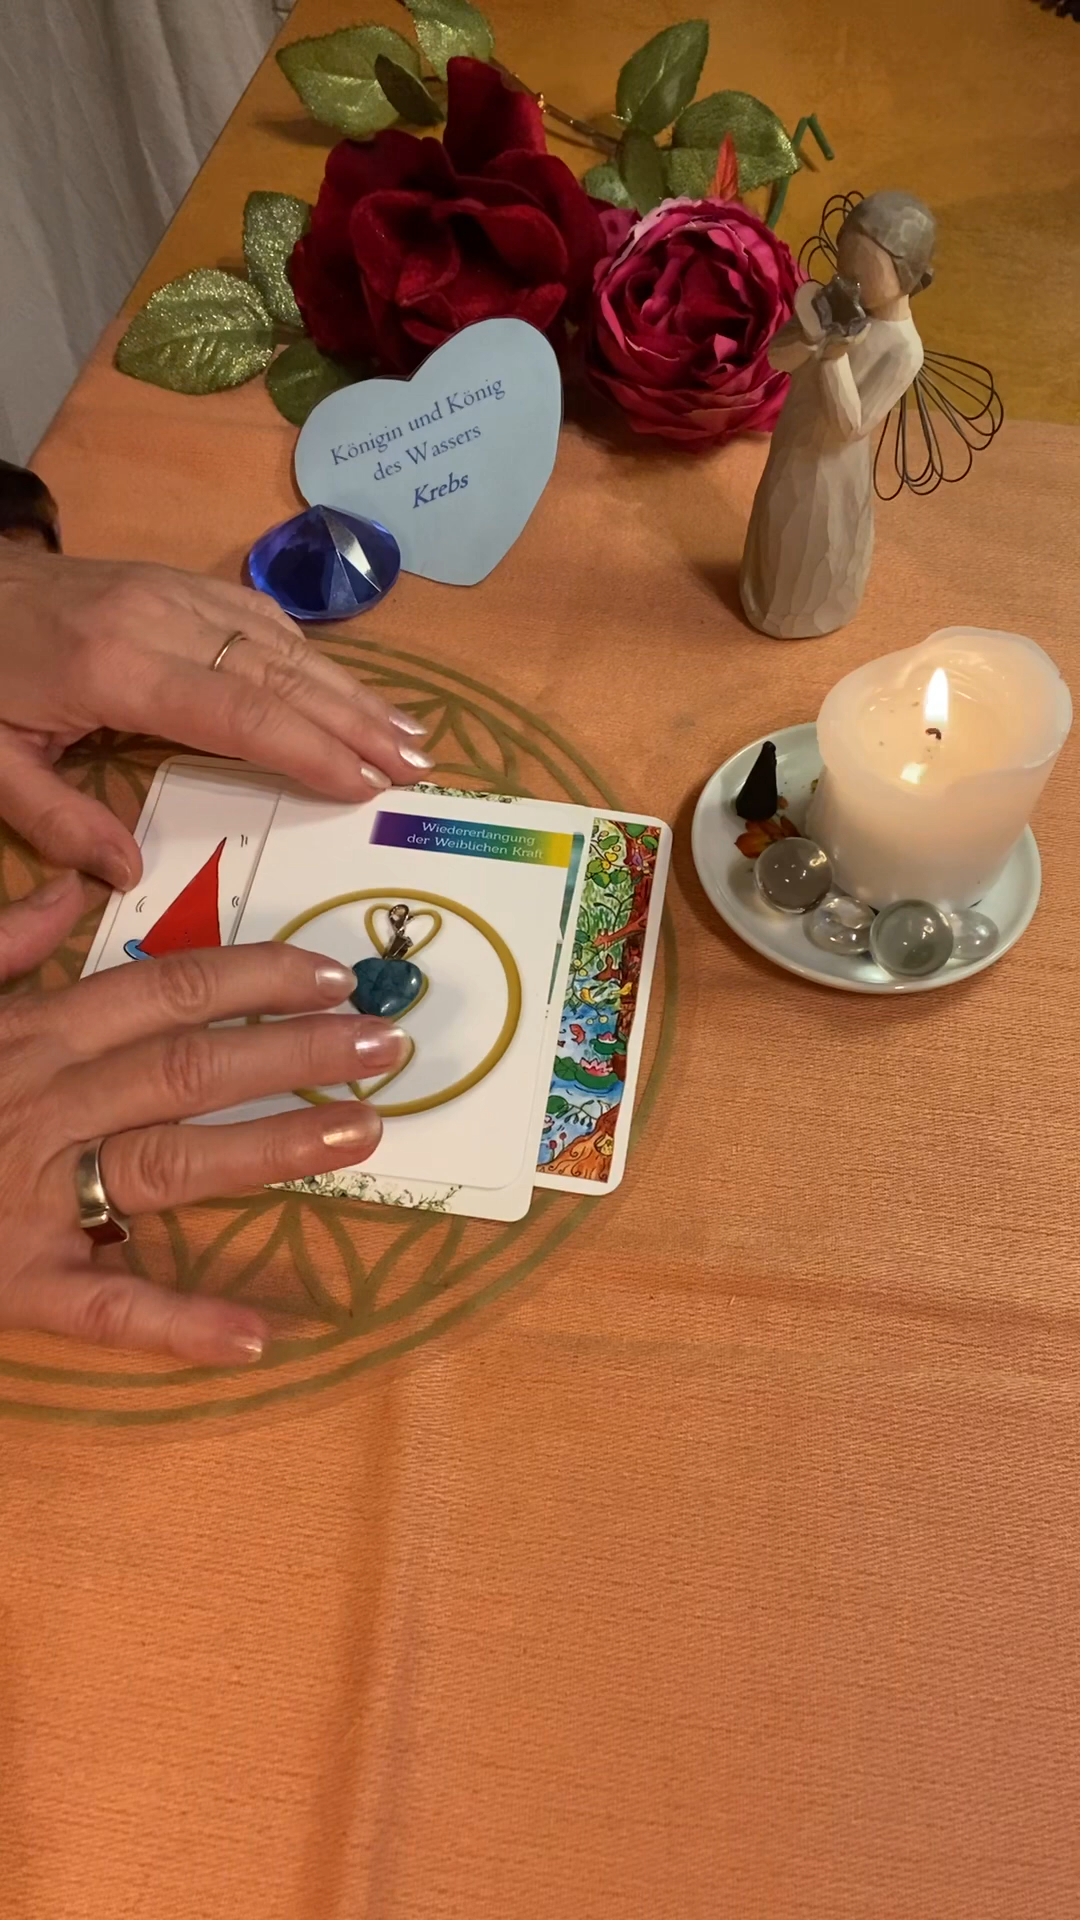 Königin und König
des Wassers
Krebs
Wiedererlangung
der Weiblichen Kraft